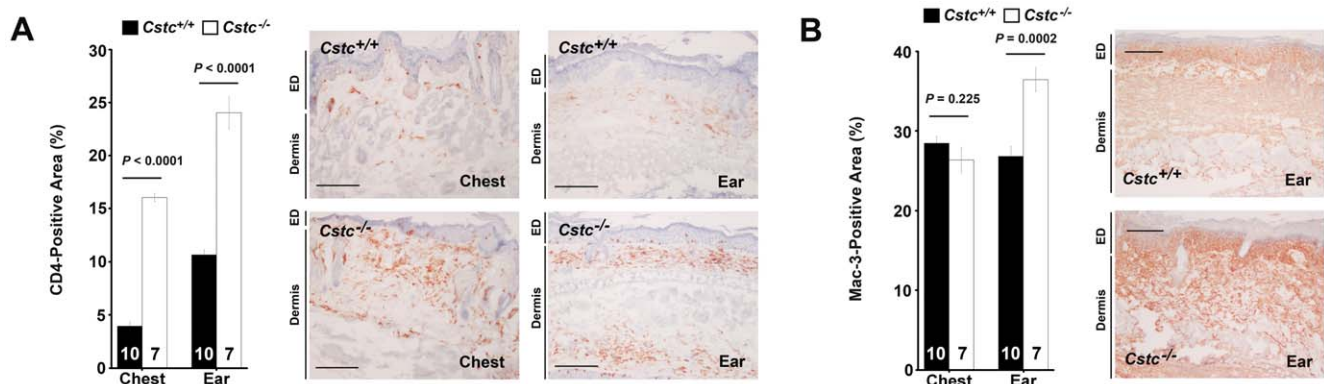 A
Cstc+/+ Cstc-/-
CD4-Positive Area (%)
30
25
20
15
10
5
0
P < 0.0001
P < 0.0001
10 7 10 7
Chest Ear
ED
Dermis
Cstc+/+
Chest
Cstc+/+
Ear
ED
Dermis
ED
Dermis
Cstc-/-
Chest
ED
Dermis
Cstc-/-
Ear
B
Cstc+/+ Cstc-/-
Mac-3-Positive Area (%)
40
30
20
10
0
P = 0.225
P = 0.0002
10 7 10 7
Chest Ear
ED
Dermis
Cstc+/+
Ear
ED
Dermis
Cstc-/-
Ear